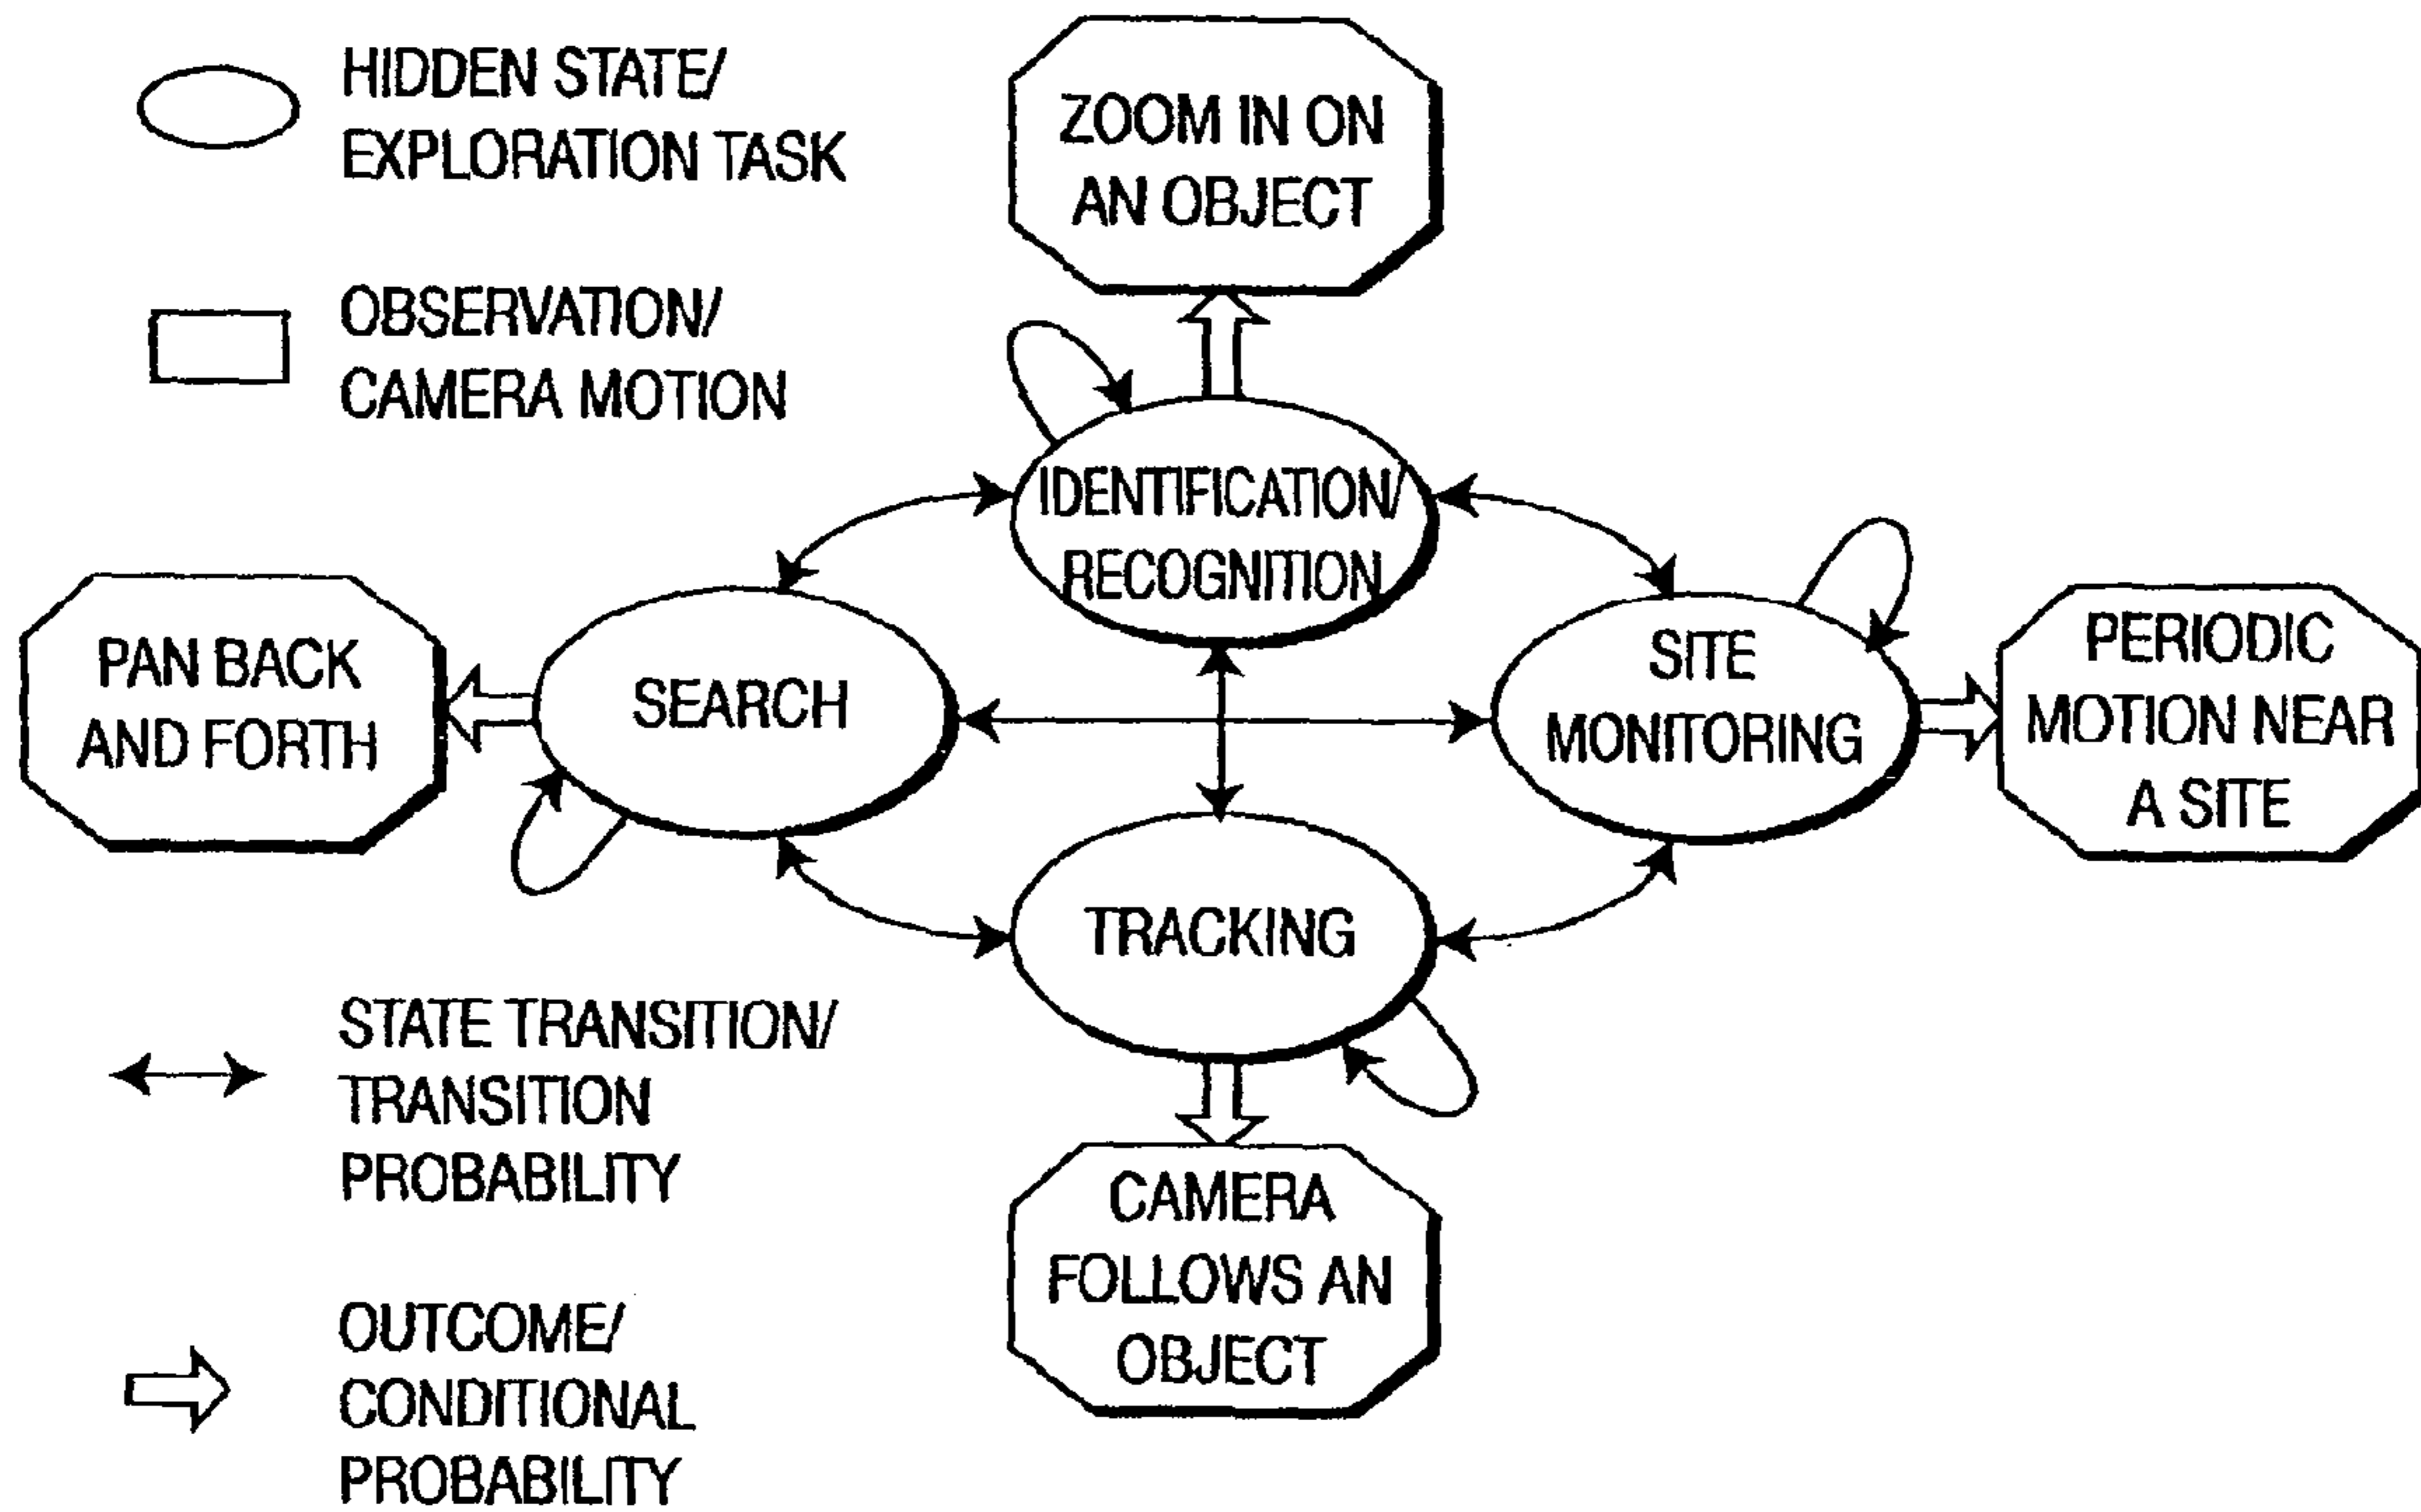 HIDDEN STATE/
EXPLORATION TASK
OBSERVATION/
CAMERA MOTION
ZOOM IN ON
AN OBJECT
IDENTIFICATION/
RECOGNITION
PAN BACK
AND FORTH
SEARCH
SITE
MONITORING
PERIODIC
MOTION NEAR
A SITE
TRACKING
CAMERA
FOLLOWS AN
OBJECT
STATE TRANSITION/
TRANSITION
PROBABILITY
OUTCOME/
CONDITIONAL
PROBABILITY